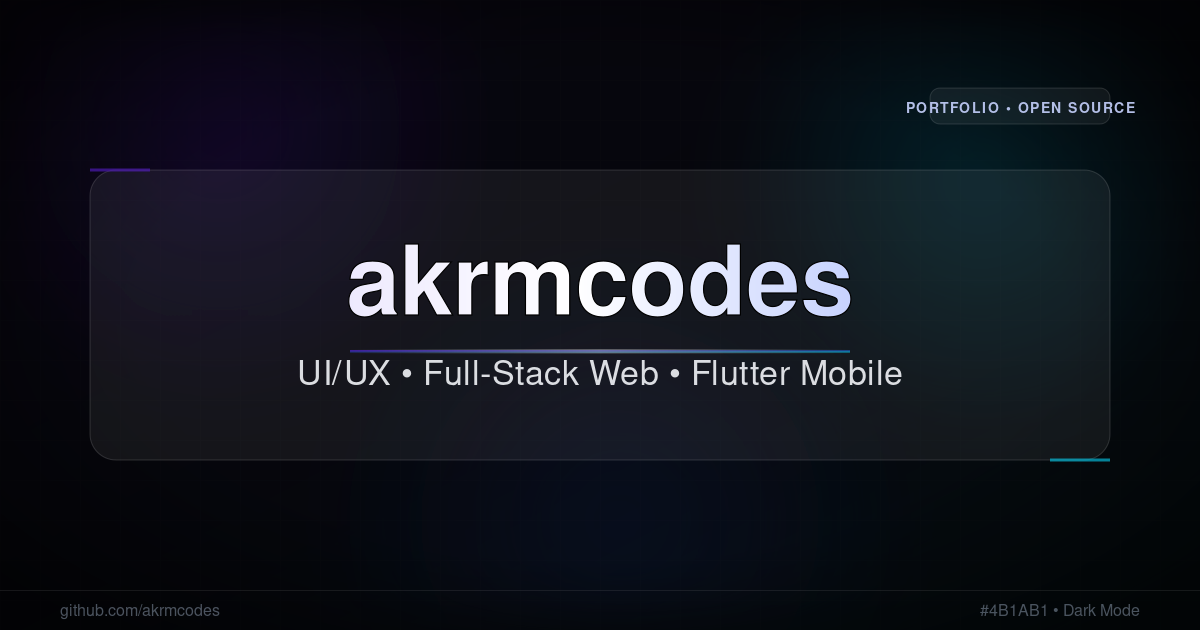 PORTFOLIO • OPEN SOURCE
akrmcodes
UI/UX • Full-Stack Web • Flutter Mobile
github.com/akrmcodes
#4B1AB1 • Dark Mode